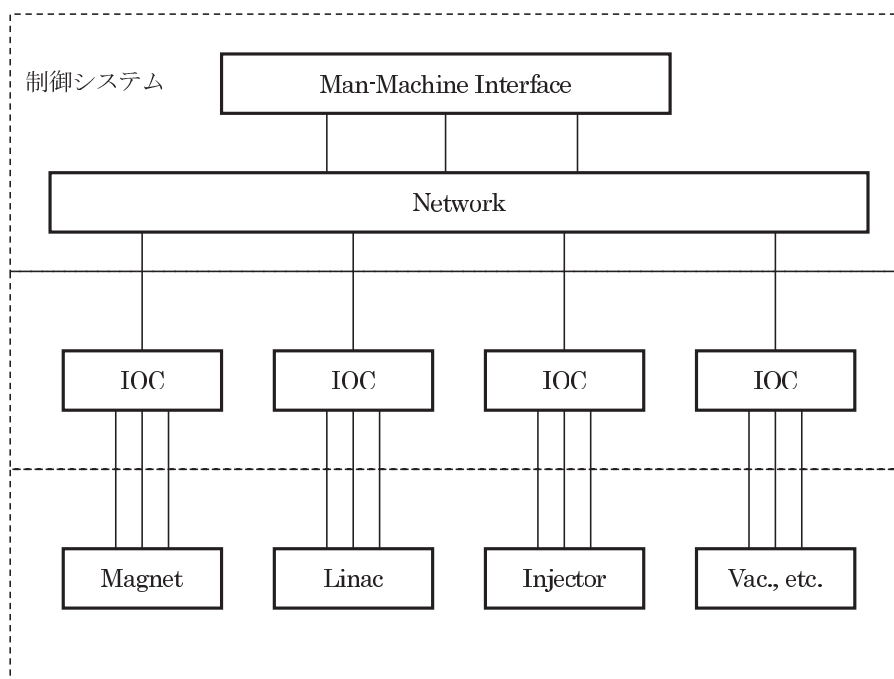 制御システム
Man-Machine Interface
Network
IOC
IOC
IOC
IOC
Magnet
Linac
Injector
Vac., etc.